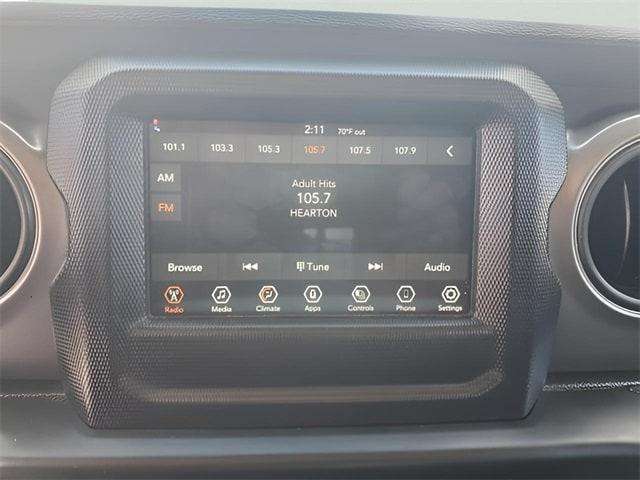 2:11 70°F out
101.1 103.3 105.3 105.7 107.5 107.9
AM
FM
Adult Hits
105.7
HEARTON
Browse Tune Audio
Radio Media Climate Apps Controls Phone Settings